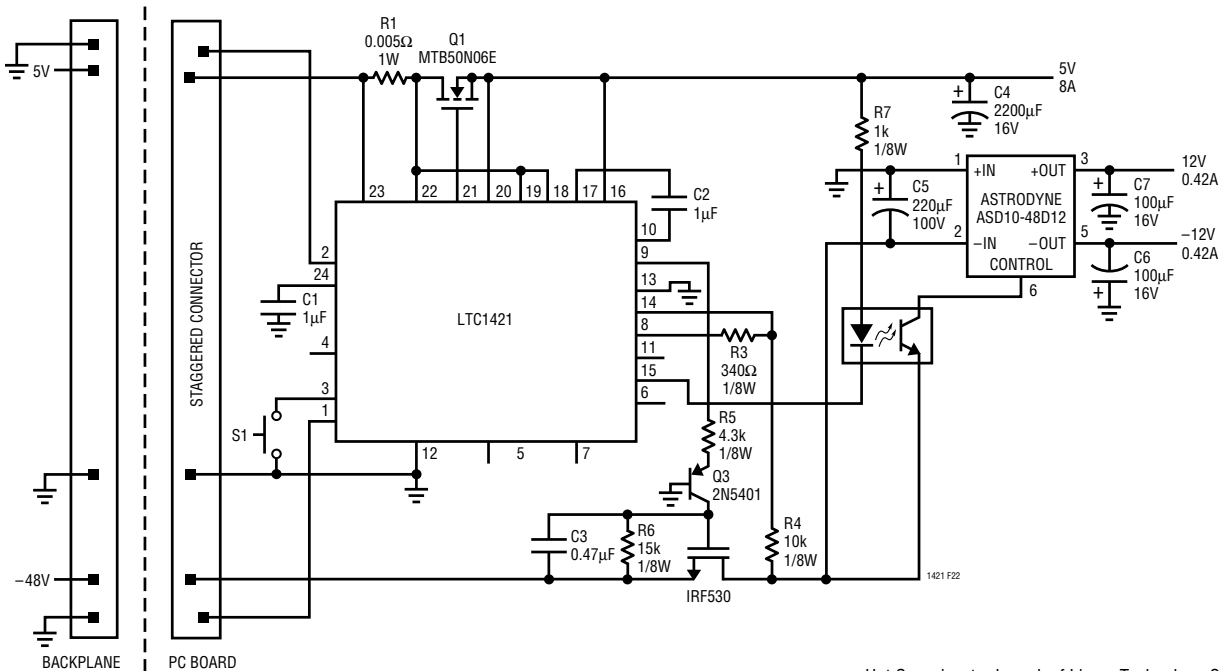 R1
0.005Ω
1W
Q1
MTB50N06E
5V
5V
8A
R7
1k
1/8W
+
C4
2200µF
16V
23
22
21
20
19
18
17
16
C2
1µF
10
1
+IN
+OUT
3
12V
0.42A
ASTRODYNE
ASD10-48D12
+
C5
220µF
100V
+
C7
100µF
16V
2
–IN
–OUT
5
–12V
0.42A
CONTROL
6
C6
100µF
16V
+
STAGGERED CONNECTOR
2
24
C1
1µF
4
3
1
S1
LTC1421
9
13
14
8
11
15
6
R3
340Ω
1/8W
12
5
7
R5
4.3k
1/8W
Q3
2N5401
C3
0.47µF
R6
15k
1/8W
R4
10k
1/8W
–48V
IRF530
1421 F22
BACKPLANE
PC BOARD